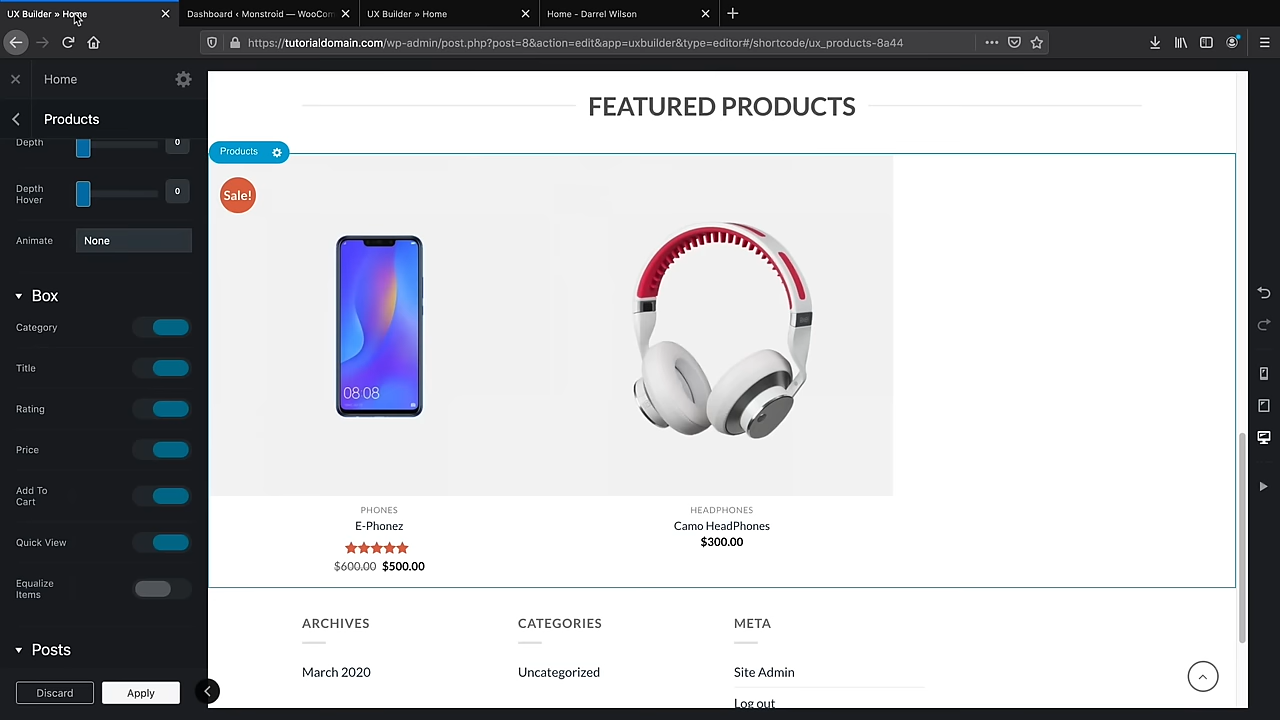 UX Builder » Home
Dashboard ‹ Monstroid — WooCom
UX Builder » Home
Home - Darrel Wilson
https://tutorialdomain.com/wp-admin/post.php?post=8&action=edit&app=uxbuilder&type=editor#/shortcode/ux_products-8a44
Home
Products
Depth
0
Depth
Hover
0
Animate
None
Box
Category
Title
Rating
Price
Add To
Cart
Quick View
Equalize
Items
Posts
Discard
Apply
FEATURED PRODUCTS
Products
Sale!
08:08
PHONES
E-Phonez
$600.00 $500.00
HEADPHONES
Camo HeadPhones
$300.00
ARCHIVES
March 2020
CATEGORIES
Uncategorized
META
Site Admin
Log out